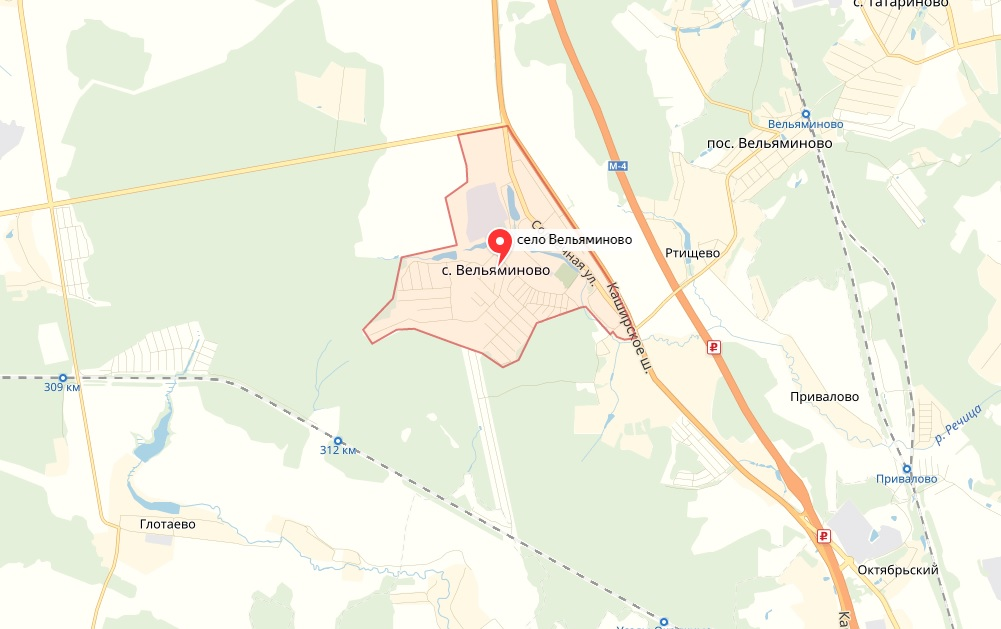 с. Татариново
Вельяминово
пос. Вельяминово
М-4
село Вельяминово
с. Вельяминово
Ртищево
Каширское ш.
₽
309 км
Привалово
р. Речица
312 км
Привалово
Глотаево
₽
Октябрьский